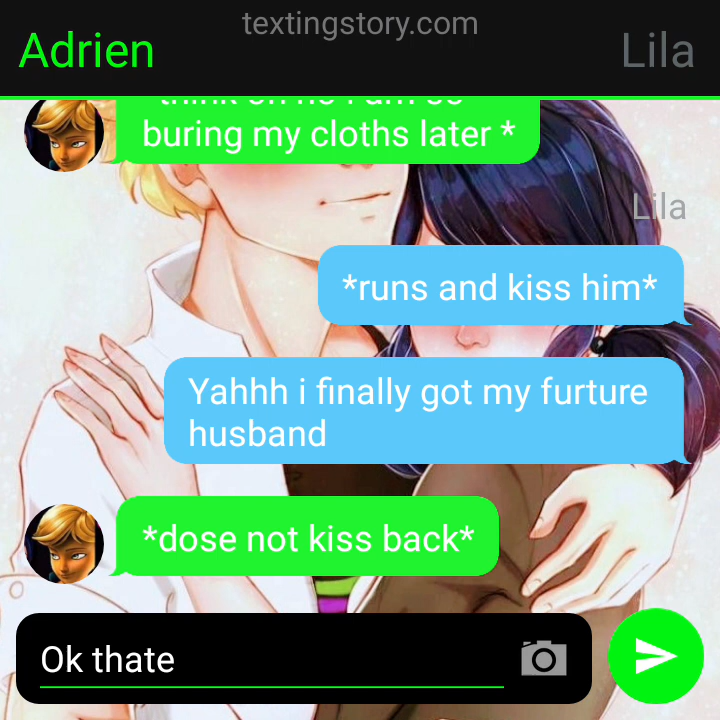 textingstory.com
Adrien
Lila
buring my cloths later *
Lila
*runs and kiss him*
Yahhh i finally got my furture
husband
*dose not kiss back*
Ok thate